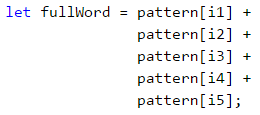 let fullWord = pattern[i1] +
pattern[i2] +
pattern[i3] +
pattern[i4] +
pattern[i5];